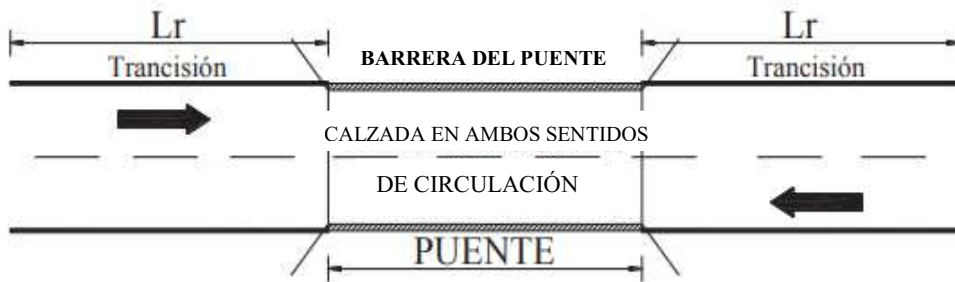 Lr
Lr
BARRERA DEL PUENTE
Trancisión
Trancisión
CALZADA EN AMBOS SENTIDOS
DE CIRCULACIÓN
PUENTE